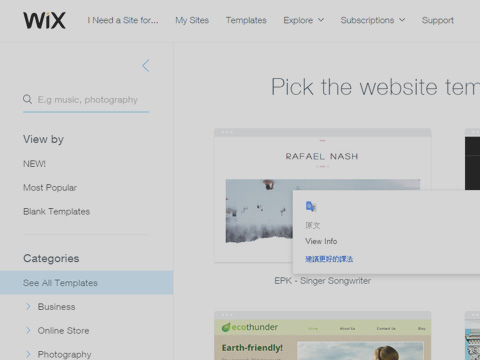 WiX
I Need a Site for... My Sites Templates Explore Subscriptions Support
E.g music, photography
Pick the website tem
View by
NEW!
Most Popular
Blank Templates
Categories
See All Templates
Business
Online Store
Photography
RAFAEL NASH
原文
View Info
建議更好的譯法
EPK - Singer Songwriter
ecothunder
Home About Us About Us Contact Us Blog
Earth-friendly!